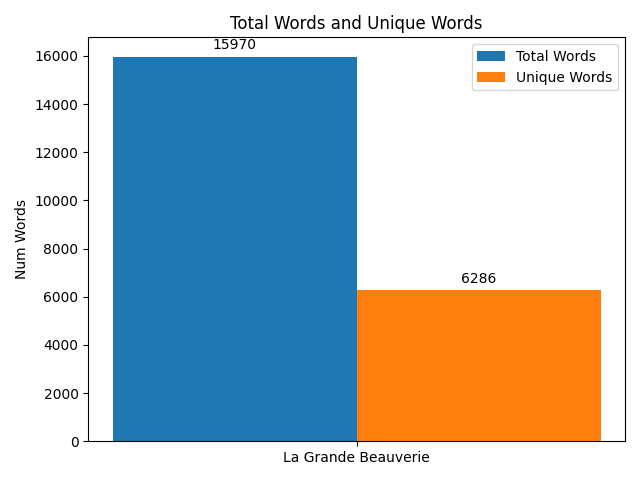 Total Words and Unique Words
15970
Total Words
Unique Words
16000
14000
12000
10000
8000
6286
6000
4000
2000
0
Num Words
La Grande Beauverie